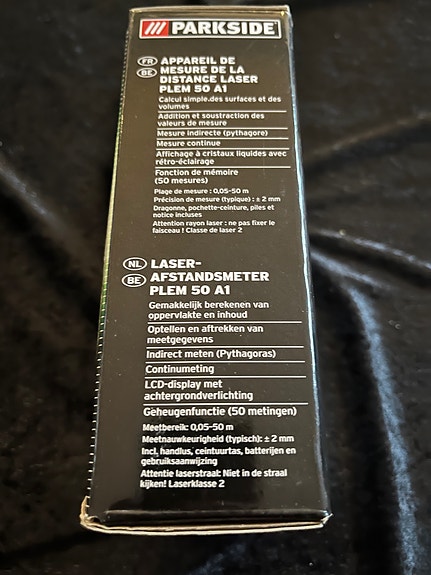 PARKSIDE
FR APPAREIL DE
BE MESURE DE LA
DISTANCE LASER
PLEM 50 A1
Calcul simple.des surfaces et des
volumes
Addition et soustraction des
valeurs de mesure
Mesure indirecte (pythagore)
Mesure continue
Affichage à cristaux liquides avec
rétro-éclairage
Fonction de mémoire
(50 mesures)
Plage de mesure : 0,05-50 m
Précision de mesure (typique) : ± 2 mm
Dragonne, pochette-ceinture, piles et
notice incluses
Attention rayon laser : ne pas fixer le
faisceau ! Classe de laser 2
NL LASER-
BE AFSTANDSMETER
PLEM 50 A1
Gemakkelijk berekenen van
oppervlakte en inhoud
Optellen en aftrekken van
meetgegevens
Indirect meten (Pythagoras)
Continumeting
LCD-display met
achtergrondverlichting
Geheugenfunctie (50 metingen)
Meetbereik: 0,05-50 m
Meetnauwkeurigheid (typisch): ± 2 mm
Incl. handlus, ceintuurtas, batterijen en
gebruiksaanwijzing
Attentie laserstraal: Niet in de straal
kijken! Laserklasse 2